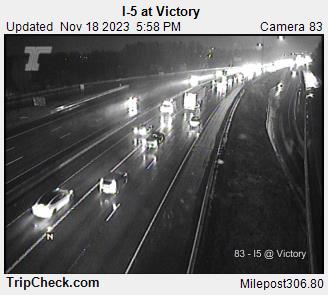 I-5 at Victory
Updated Nov 18 2023 5:58 PM Camera 83
T
N
83 - I5 @ Victory
TripCheck.com Milepost306.80